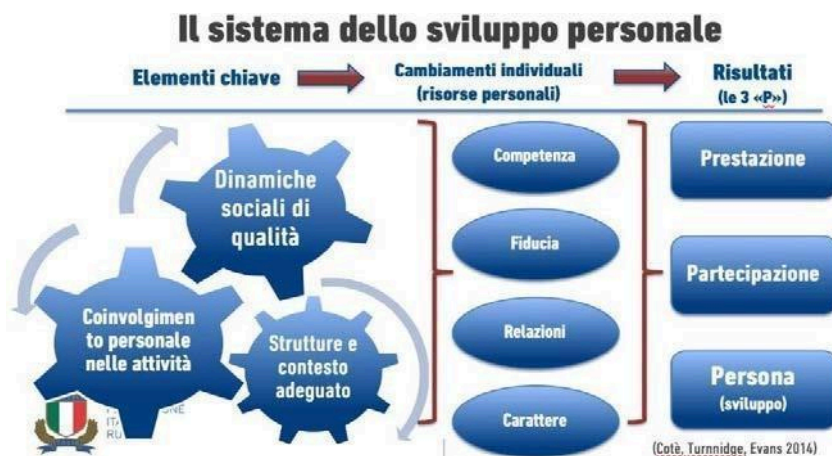 Il sistema dello sviluppo personale
Elementi chiave
Cambiamenti individuali
(risorse personali)
Risultati
(le 3 «P»)
Dinamiche
sociali di
qualità
Coinvolgimen
to personale
nelle attività
Strutture e
contesto
adeguato
Competenza
Fiducia
Relazioni
Carattere
Prestazione
Partecipazione
Persona
(sviluppo)
(Cotè, Turnnidge, Evans 2014)